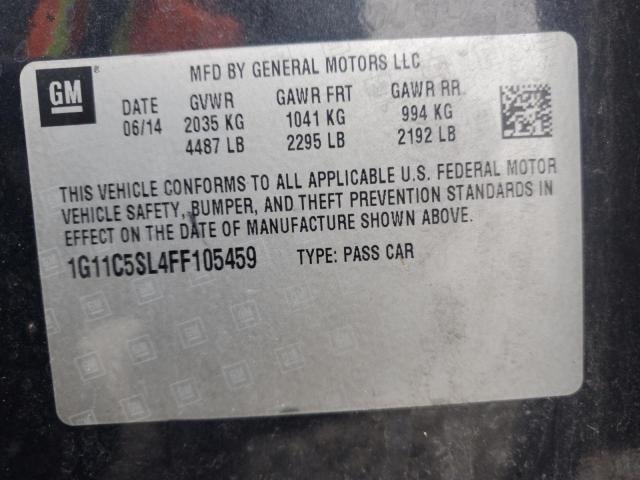 GM
®
MFD BY GENERAL MOTORS LLC
DATE GVWR GAWR FRT GAWR RR
06/14 2035 KG 1041 KG 994 KG
4487 LB 2295 LB 2192 LB
THIS VEHICLE CONFORMS TO ALL APPLICABLE U.S. FEDERAL MOTOR
VEHICLE SAFETY, BUMPER, AND THEFT PREVENTION STANDARDS IN
EFFECT ON THE DATE OF MANUFACTURE SHOWN ABOVE.
1G11C5SL4FF105459 TYPE: PASS CAR